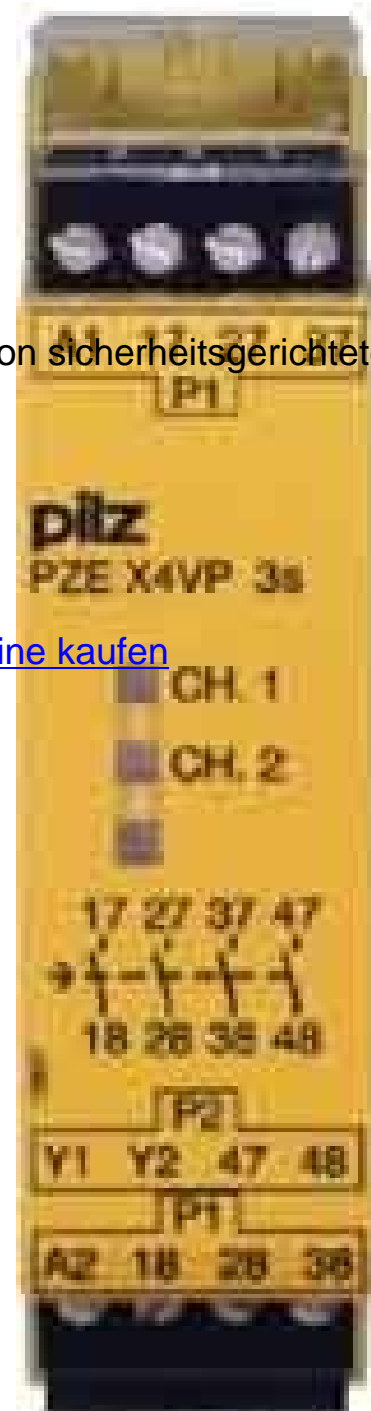 A1 17 27 37
on sicherheitsgerichtet
P1
pilz
PZE X4VP 3s
ine kaufen
CH. 1
CH. 2
17 27 37 47
18 28 38 48
P2
Y1 Y2 47 48
P1
A2 18 28 38